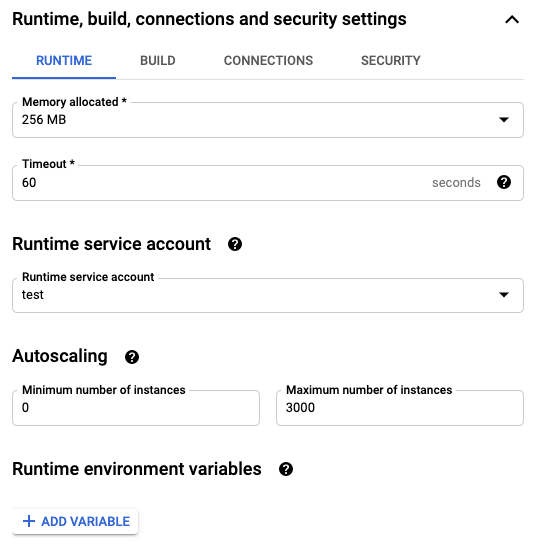 Runtime, build, connections and security settings
RUNTIME BUILD CONNECTIONS SECURITY
Memory allocated *
256 MB
Timeout *
60 seconds
Runtime service account
Runtime service account
test
Autoscaling
Minimum number of instances Maximum number of instances
0 3000
Runtime environment variables
+ ADD VARIABLE